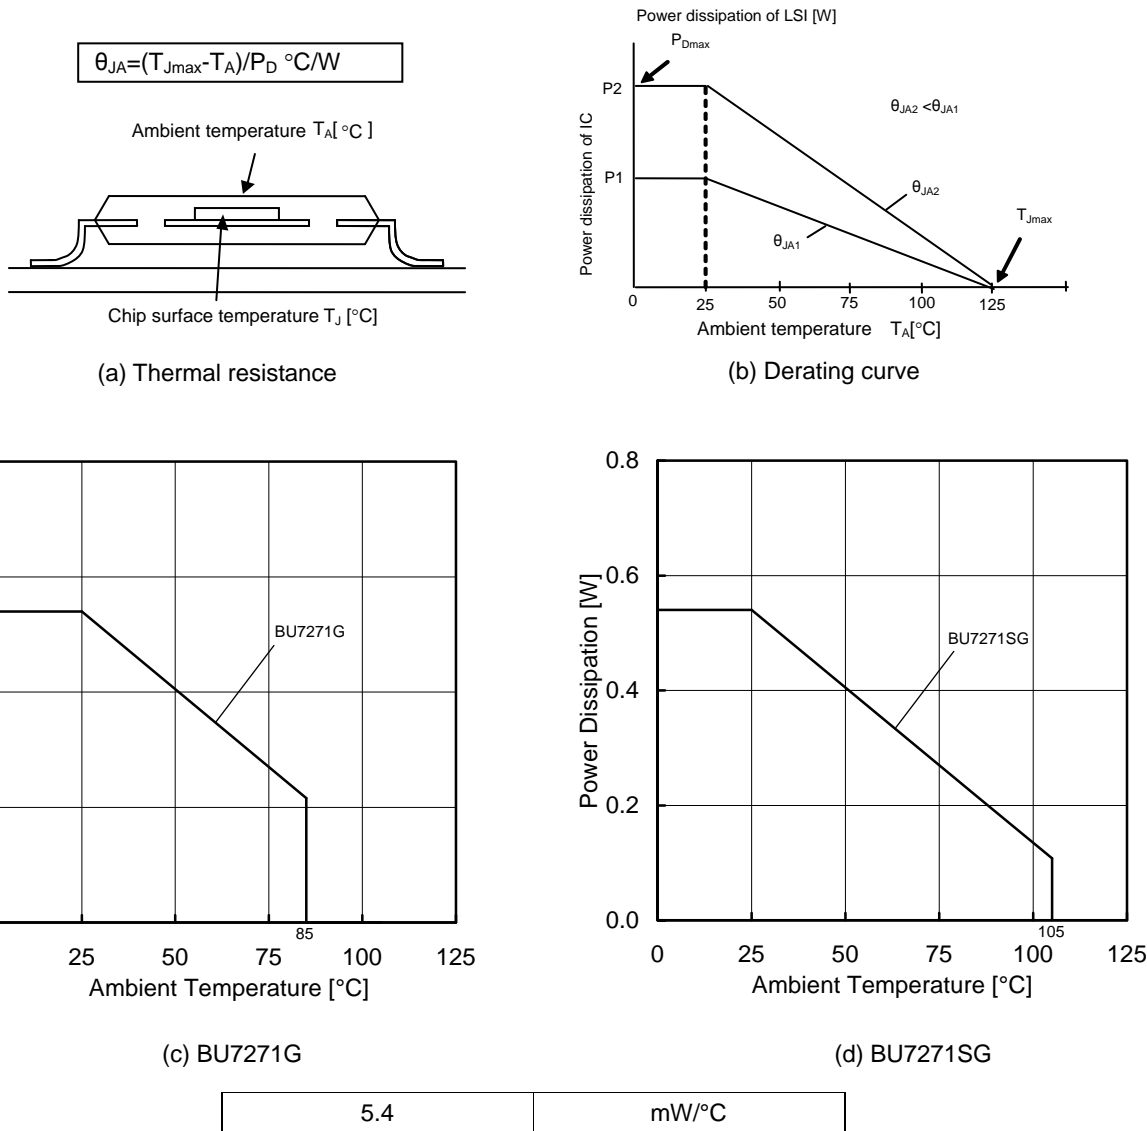 θJA=(TJmax-TA)/PD °C/W
Ambient temperature TA[ °C ]
Chip surface temperature TJ [°C]
(a) Thermal resistance
Power dissipation of LSI [W]
PDmax
P2
P1
Power dissipation of IC
θJA2 <θJA1
θJA2
θJA1
TJmax
0 25 50 75 100 125
Ambient temperature TA[°C]
(b) Derating curve
BU7271G
85
25 50 75 100 125
Ambient Temperature [°C]
(c) BU7271G
0.8
0.6
0.4
0.2
0.0
Power Dissipation [W]
BU7271SG
105
0 25 50 75 100 125
Ambient Temperature [°C]
(d) BU7271SG
5.4 mW/°C